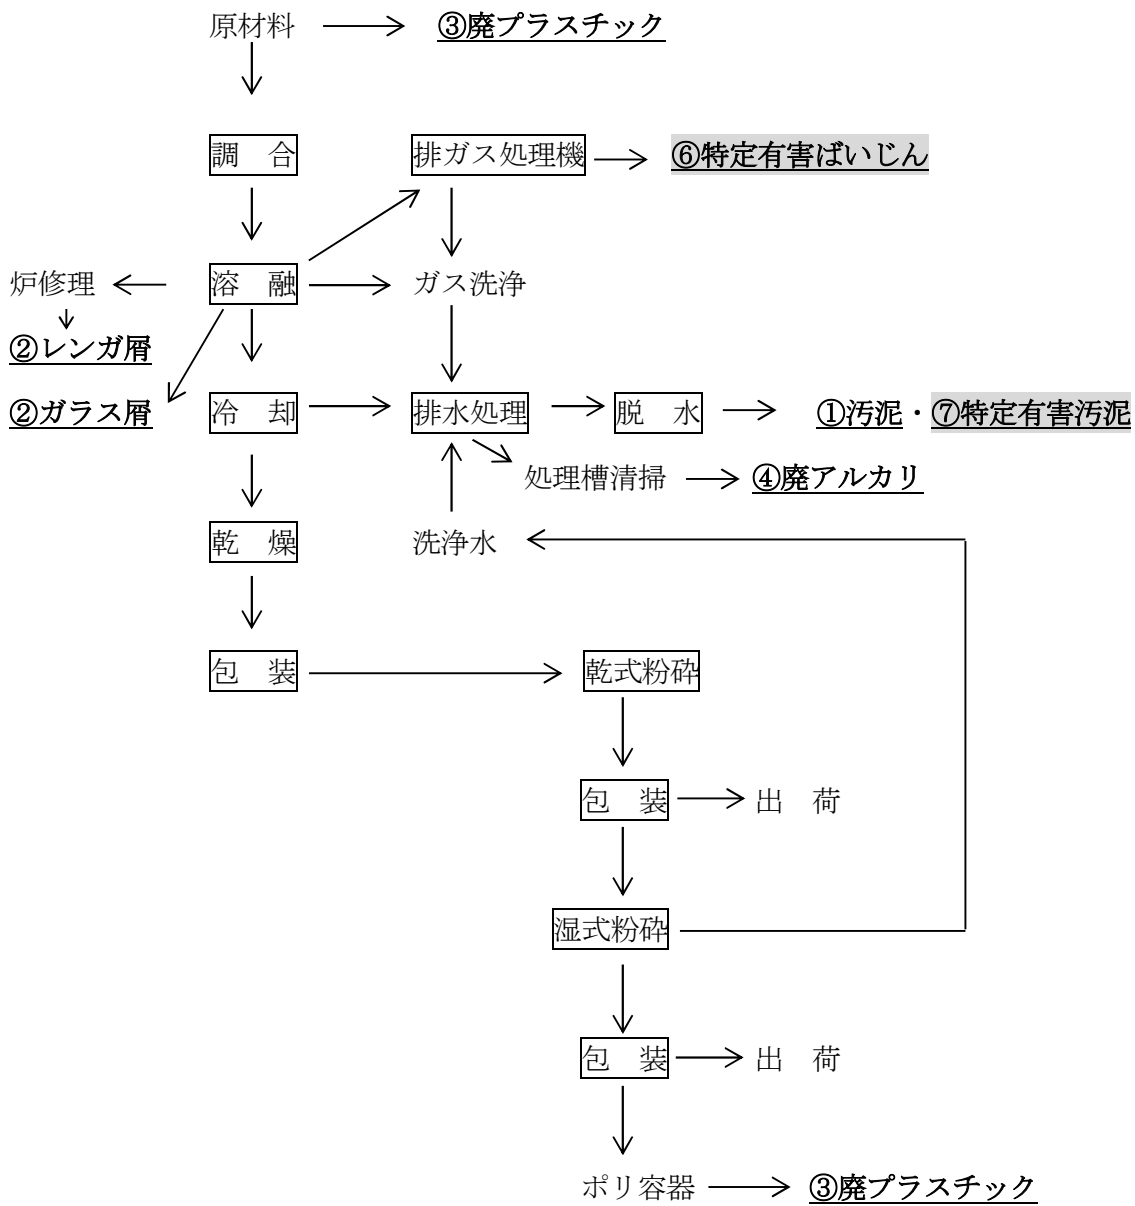 原材料 ③廃プラスチック
調　合 排ガス処理機 ⑥特定有害ばいじん
炉修理 溶　融 ガス洗浄
②レンガ屑
②ガラス屑 冷　却 排水処理 脱　水 ①汚泥・⑦特定有害汚泥
処理槽清掃 ④廃アルカリ
乾　燥 洗浄水
包　装 乾式粉砕
包　装 出　荷
湿式粉砕
包　装 出　荷
ポリ容器 ③廃プラスチック